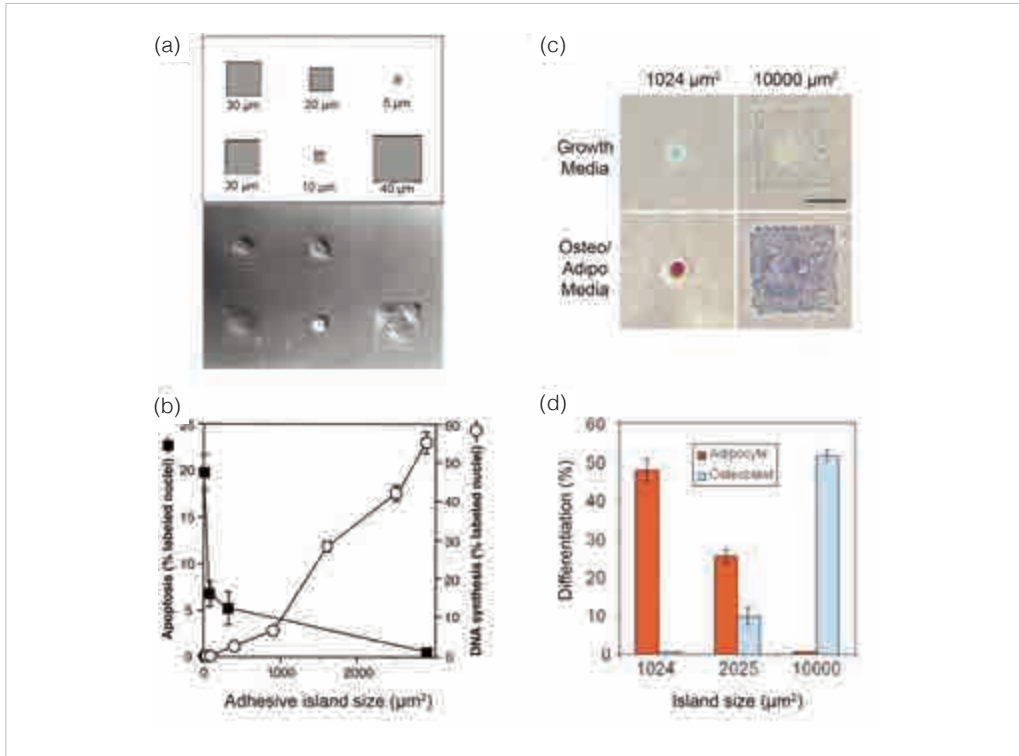 (a)
30 µm
20 µm
5 µm
30 µm
10 µm
40 µm
(c)
1024 µm²
10000 µm²
Growth
Media
Osteo/
Adipo
Media
(b)
Apoptosis (% labeled nuclei)
25
20
15
10
5
0
60
50
40
30
20
10
0
DNA synthesis (% labeled nuclei)
0
1000
2000
Adhesive island size (µm²)
(d)
Differentiation (%)
60
50
40
30
20
10
0
Adipocyte
Osteoblast
1024
2025
10000
Island size (µm²)